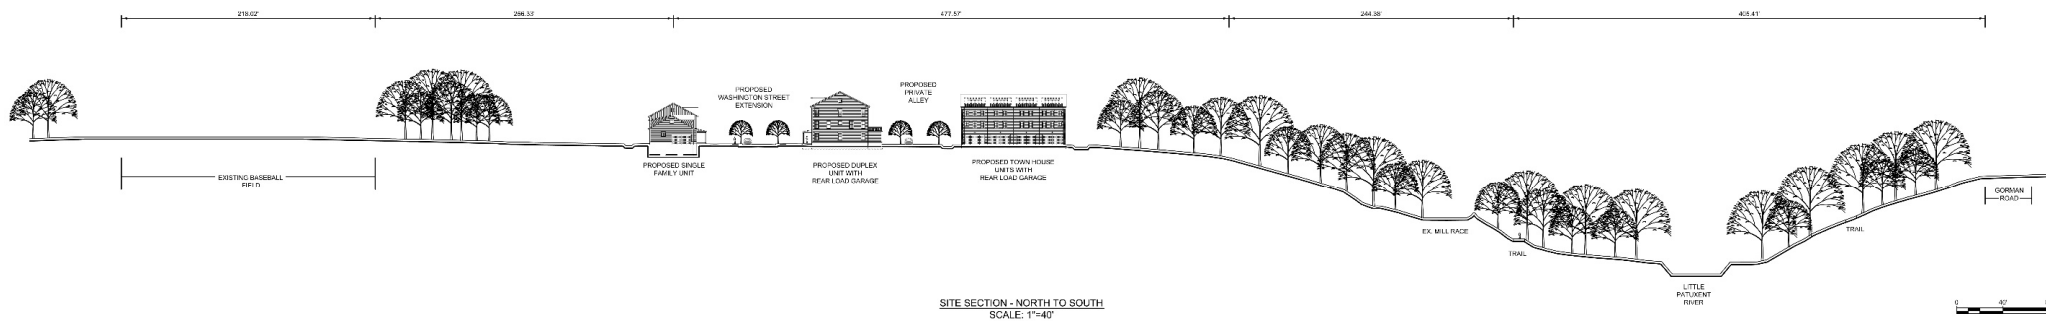 218.02'
266.33'
477.57'
244.38'
405.41'
PROPOSED
WASHINGTON STREET
EXTENSION
PROPOSED
PRIVATE
ALLEY
EXISTING BASEBALL
FIELD
PROPOSED SINGLE
FAMILY UNIT
PROPOSED DUPLEX
UNIT WITH
REAR LOAD GARAGE
PROPOSED TOWN HOUSE
UNITS WITH
REAR LOAD GARAGE
EX. MILL RACE
TRAIL
LITTLE
PATUXENT
RIVER
TRAIL
GORMAN
ROAD
SITE SECTION - NORTH TO SOUTH
SCALE: 1"=40'
0 40'